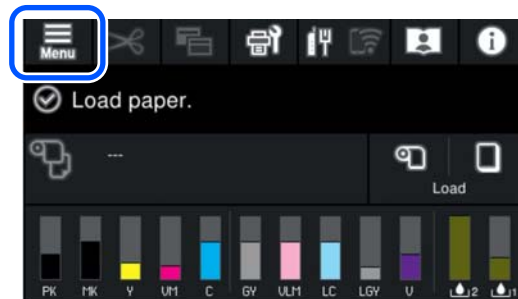 Menu
Load paper.
---
Load
PK MK Y VM C GY VLM LC LGY V 2 1